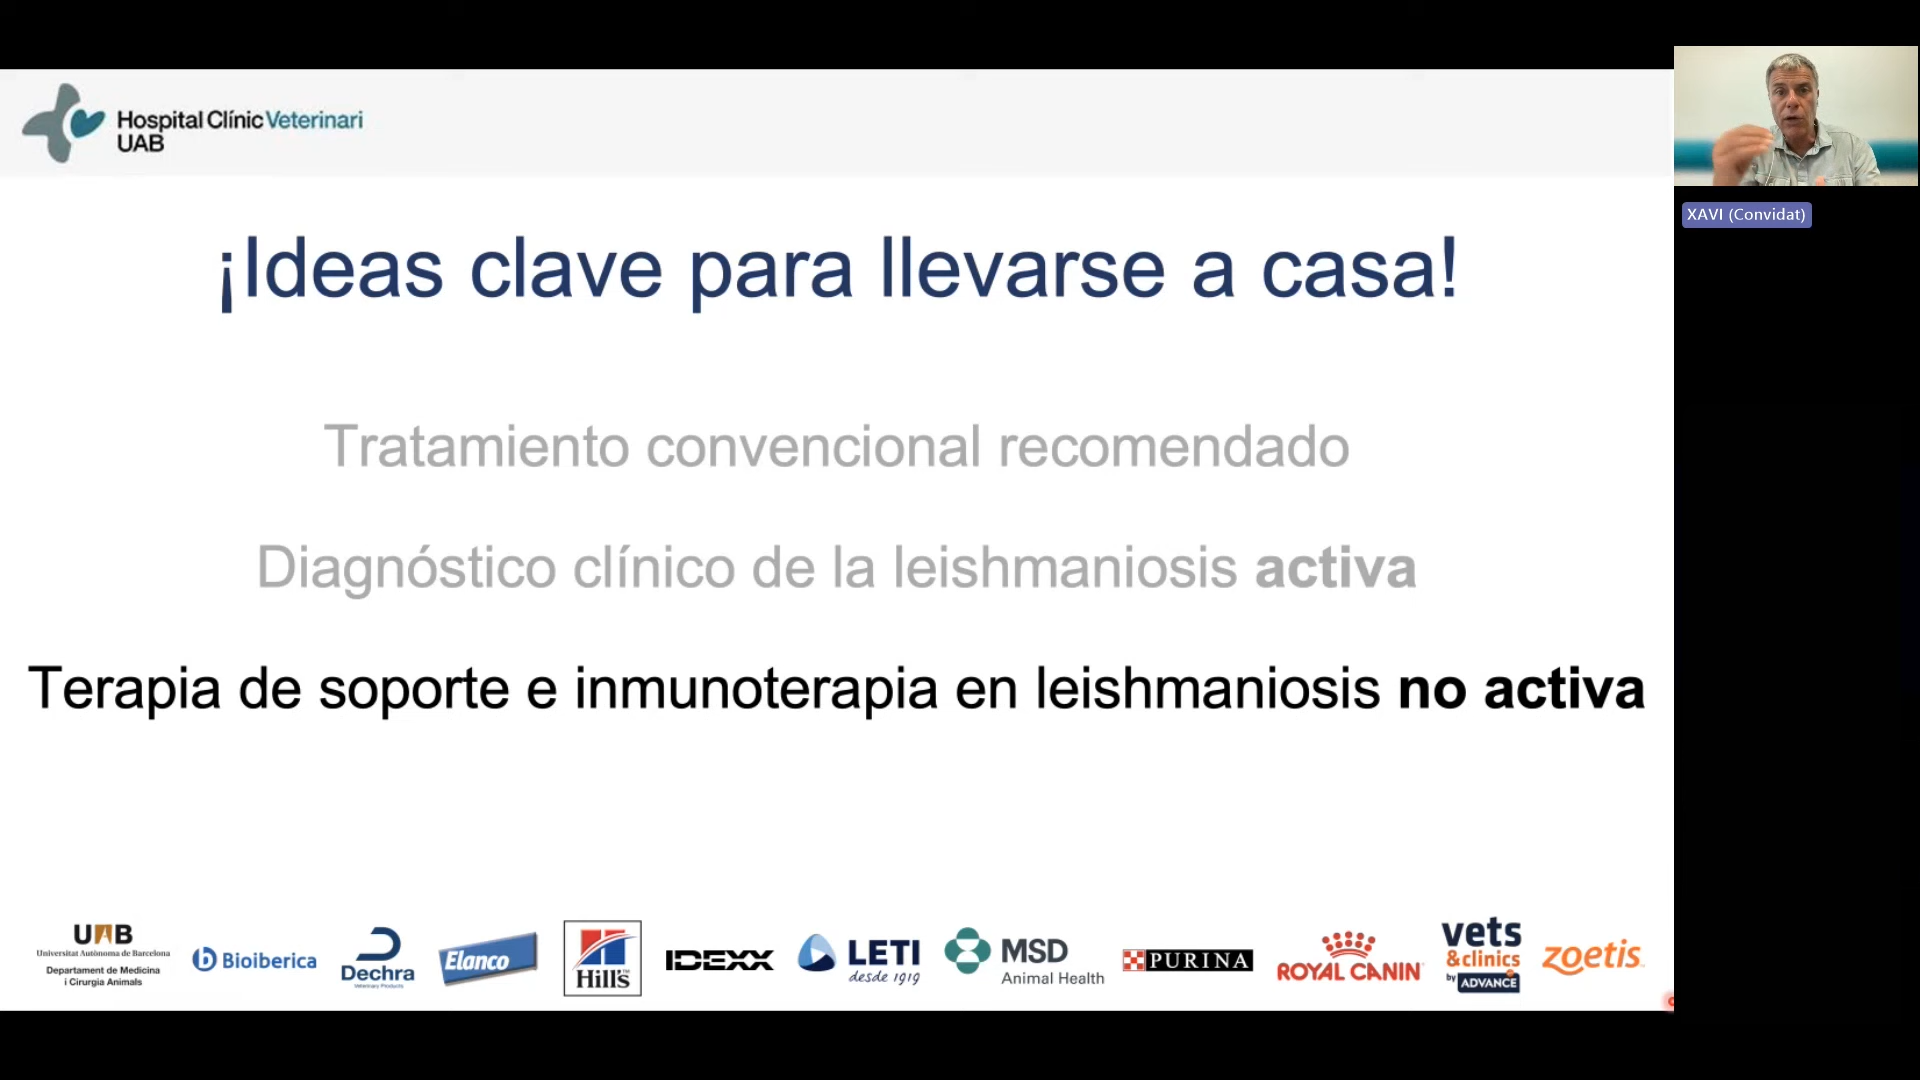 Hospital Clínic Veterinari
UAB
XAVI (Convidat)
¡Ideas clave para llevarse a casa!
Tratamiento convencional recomendado
Diagnóstico clínico de la leishmaniosis activa
Terapia de soporte e inmunoterapia en leishmaniosis no activa
UAB
Universitat Autònoma de Barcelona
Departament de Medicina
i Cirurgia Animals
Bioiberica
Dechra
Veterinary Products
Elanco
Hill's
IDEXX
LETI
desde 1919
MSD
Animal Health
PURINA
ROYAL CANIN
vets
&clinics
by ADVANCE
zoetis